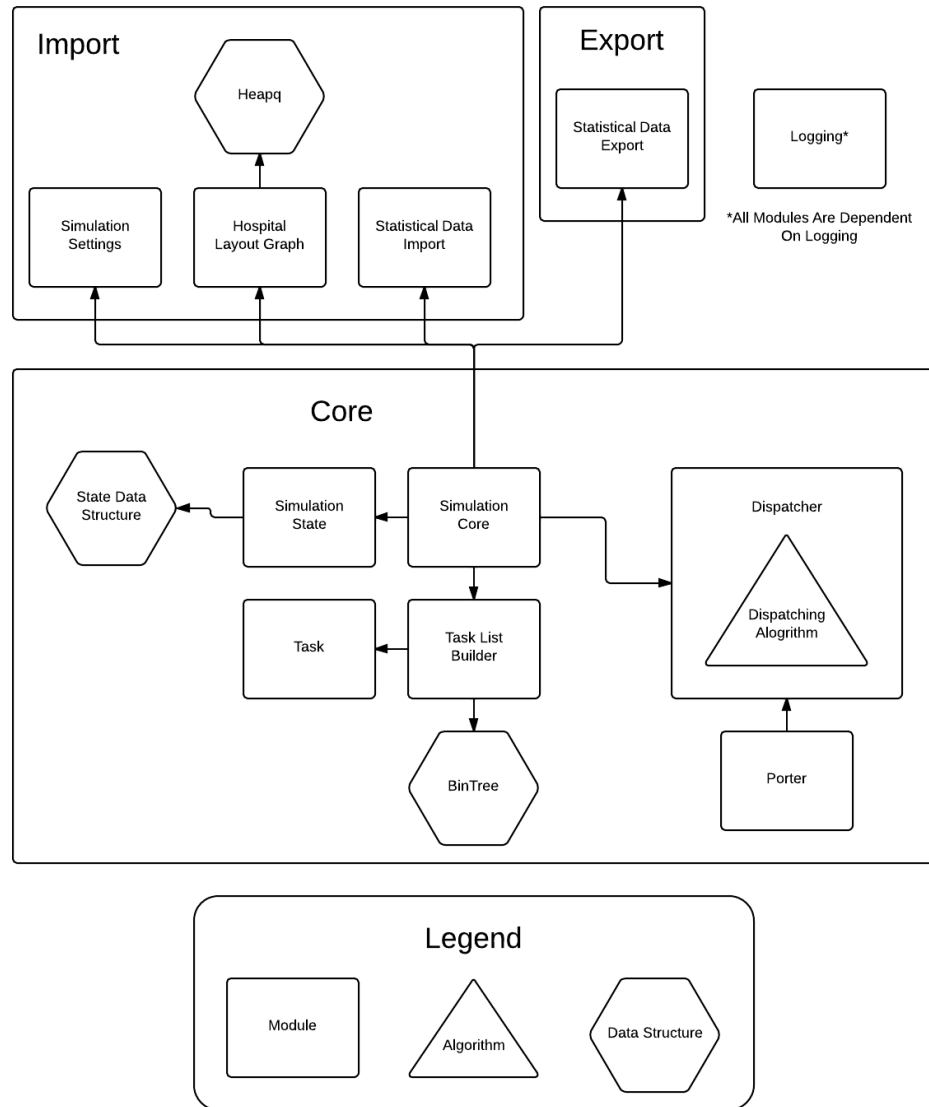 Import
Heapq
Simulation
Settings
Hospital
Layout Graph
Statistical Data
Import
Export
Statistical Data
Export
Logging*
*All Modules Are Dependent
On Logging
Core
State Data
Structure
Simulation
State
Simulation
Core
Dispatcher
Dispatching
Alogrithm
Task
Task List
Builder
BinTree
Porter
Legend
Module
Algorithm
Data Structure